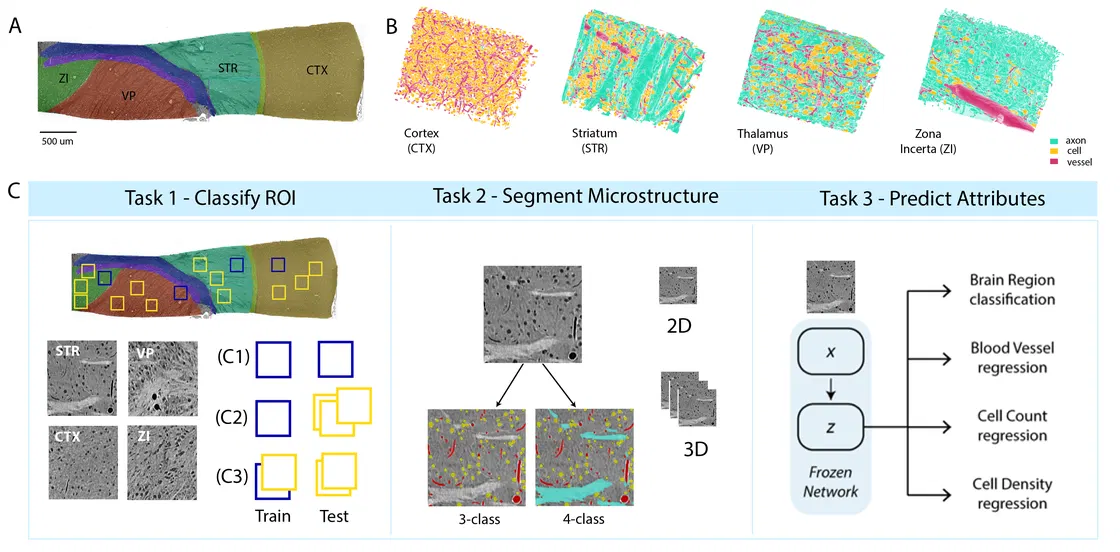 A
ZI
VP
STR
CTX
500 um
B
Cortex
(CTX)
Striatum
(STR)
Thalamus
(VP)
Zona
Incerta (ZI)
axon
cell
vessel
C
Task 1 - Classify ROI
Task 2 - Segment Microstructure
Task 3 - Predict Attributes
STR
VP
CTX
ZI
(C1)
(C2)
(C3)
Train
Test
2D
3D
3-class
4-class
x
z
Frozen
Network
Brain Region
classification
Blood Vessel
regression
Cell Count
regression
Cell Density
regression